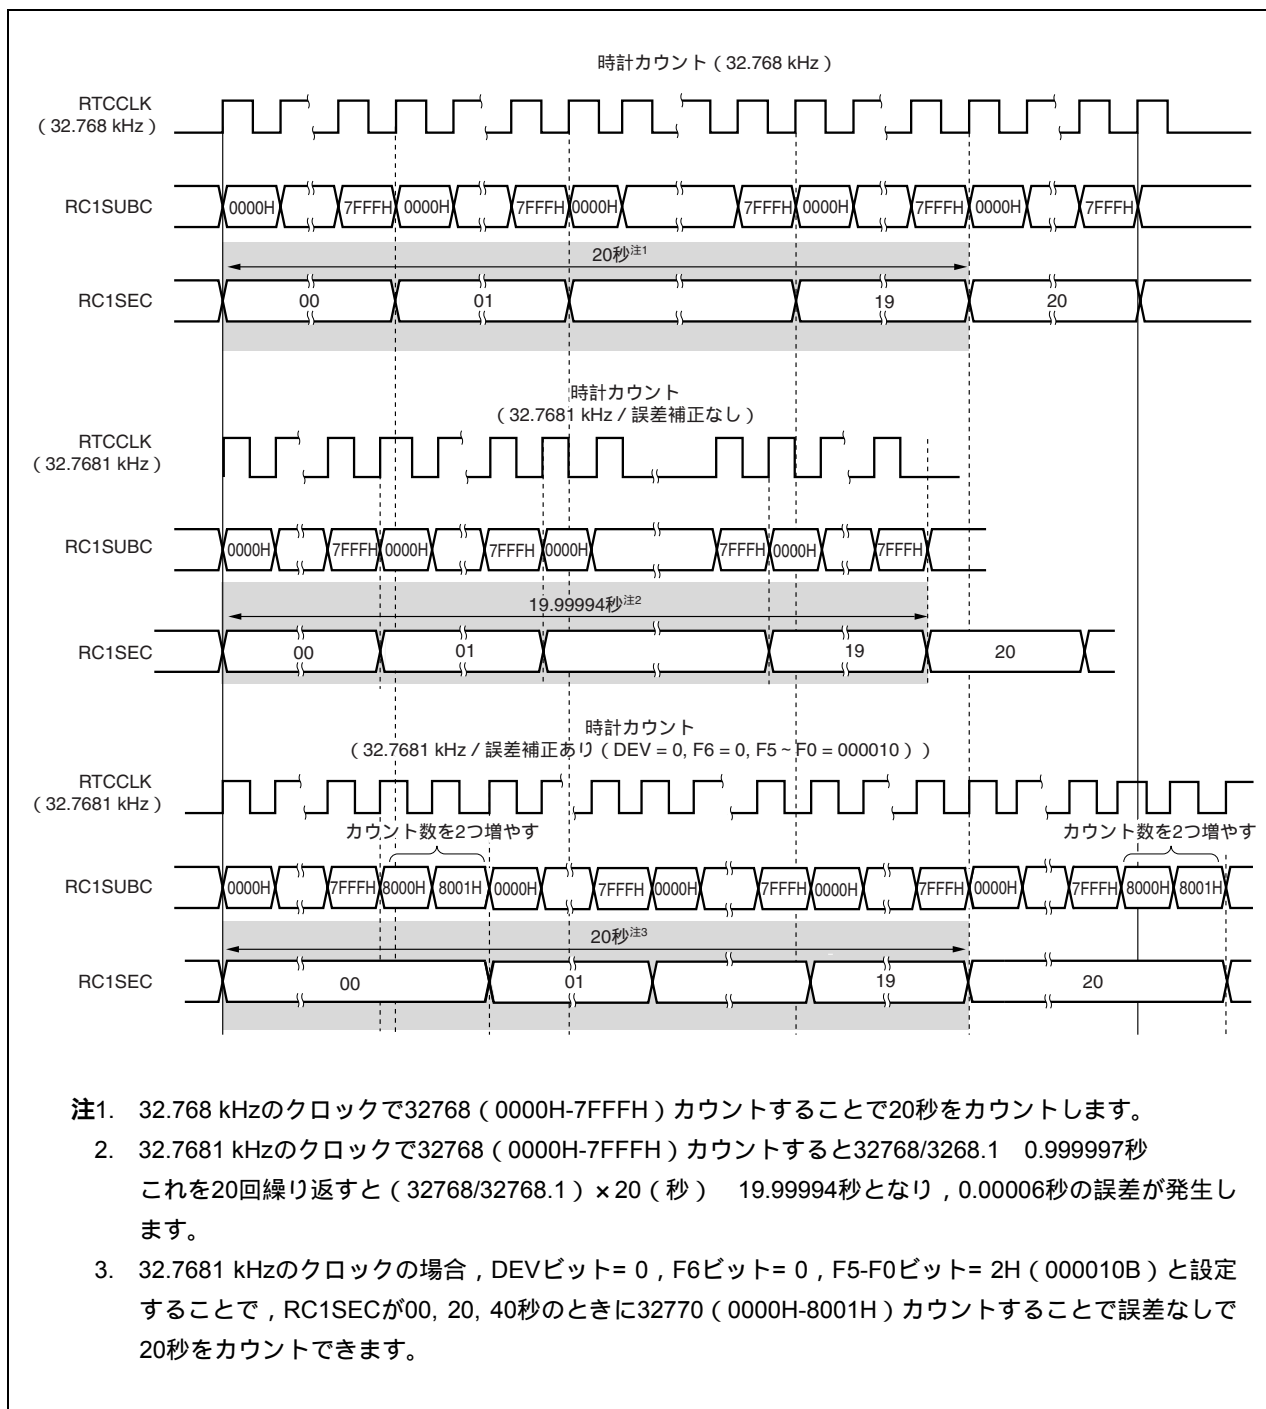 時計カウント（32.768 kHz）
RTCCLK
（32.768 kHz）
RC1SUBC
0000H 7FFFH 0000H 7FFFH 0000H 7FFFH 0000H 7FFFH 0000H 7FFFH
20秒注1
RC1SEC
00 01 19 20
時計カウント
（32.7681 kHz / 誤差補正なし）
RTCCLK
（32.7681 kHz）
RC1SUBC
0000H 7FFFH 0000H 7FFFH 0000H 7FFFH 0000H 7FFFH
19.99994秒注2
RC1SEC
00 01 19 20
時計カウント
（32.7681 kHz / 誤差補正あり（DEV = 0, F6 = 0, F5 ~ F0 = 000010））
RTCCLK
（32.7681 kHz）
カウント数を2つ増やす カウント数を2つ増やす
RC1SUBC
0000H 7FFFH 8000H 8001H 0000H 7FFFH 0000H 7FFFH 0000H 7FFFH 0000H 7FFFH 8000H 8001H
20秒注3
RC1SEC
00 01 19 20
注1. 32.768 kHzのクロックで32768（0000H-7FFFH）カウントすることで20秒をカウントします。
2. 32.7681 kHzのクロックで32768（0000H-7FFFH）カウントすると32768/3268.1　0.999997秒
これを20回繰り返すと（32768/32768.1）×20（秒）　19.99994秒となり，0.00006秒の誤差が発生し
ます。
3. 32.7681 kHzのクロックの場合，DEVビット= 0，F6ビット= 0，F5-F0ビット= 2H（000010B）と設定
することで，RC1SECが00, 20, 40秒のときに32770（0000H-8001H）カウントすることで誤差なしで
20秒をカウントできます。